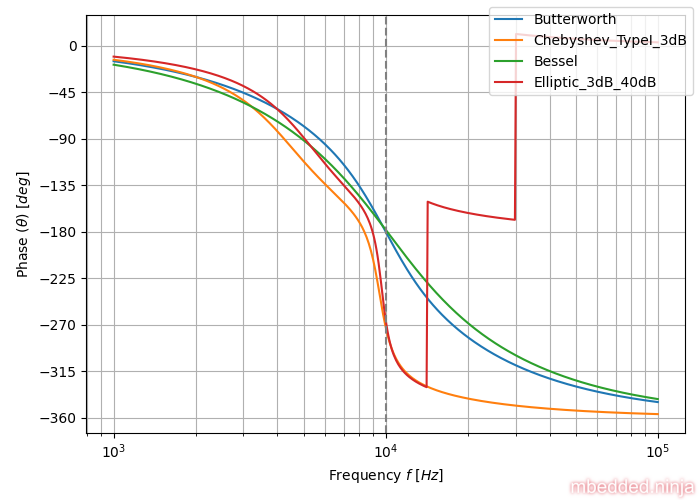 Butterworth
Chebyshev_TypeI_3dB
Bessel
Elliptic_3dB_40dB
Phase (θ) [deg]
0
−45
−90
−135
−180
−225
−270
−315
−360
10³
10⁴
10⁵
Frequency f [Hz]
mbedded.ninja